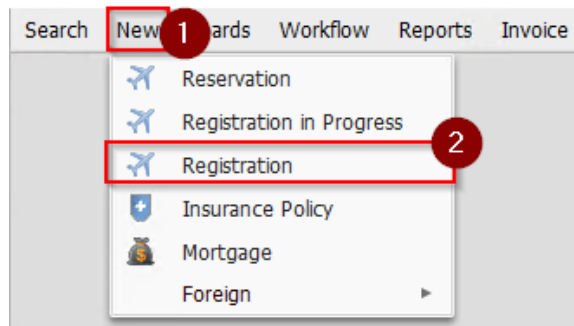 Search New 1 ards Workflow Reports Invoice
Reservation
Registration in Progress
2
Registration
Insurance Policy
Mortgage
Foreign